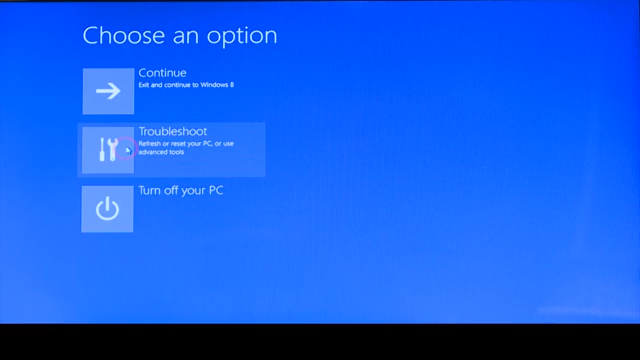 Choose an option
Continue
Exit and continue to Windows 8
Troubleshoot
Refresh or reset your PC, or use
advanced tools
Turn off your PC